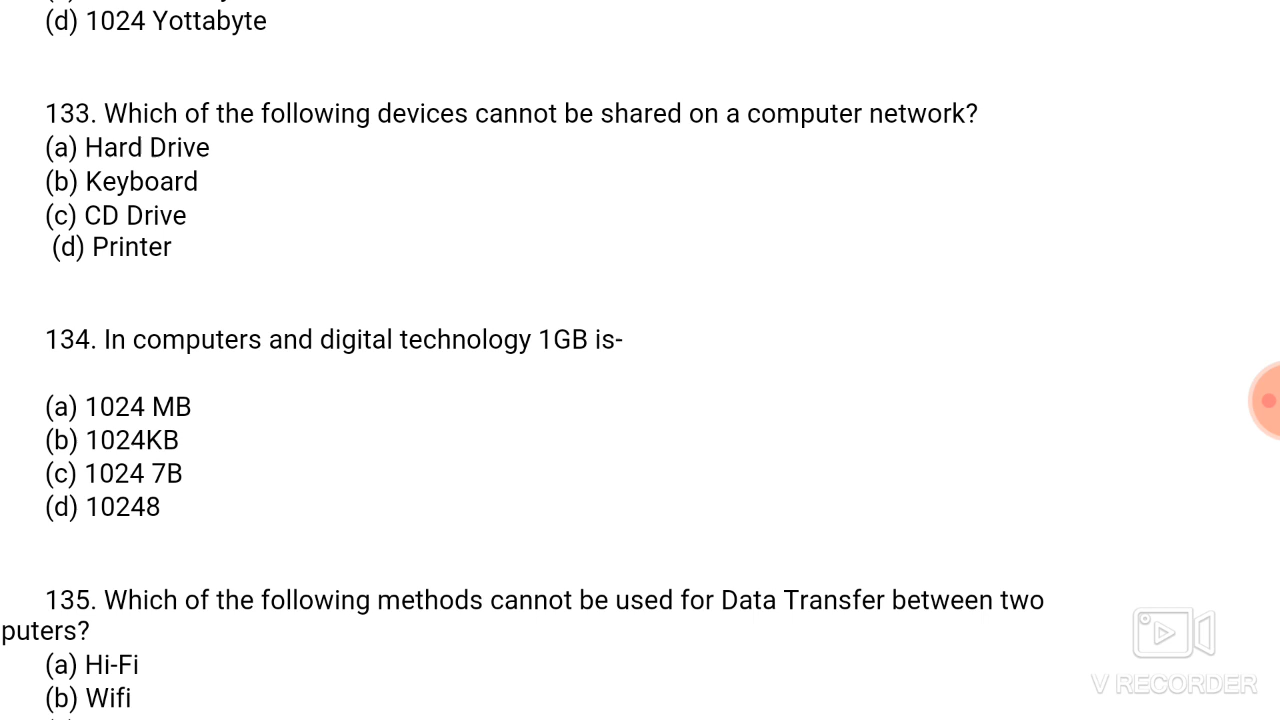 (d) 1024 Yottabyte
133. Which of the following devices cannot be shared on a computer network?
(a) Hard Drive
(b) Keyboard
(c) CD Drive
(d) Printer
134. In computers and digital technology 1GB is-
(a) 1024 MB
(b) 1024KB
(c) 1024 7B
(d) 10248
135. Which of the following methods cannot be used for Data Transfer between two
puters?
(a) Hi-Fi
(b) Wifi
V RECORDER